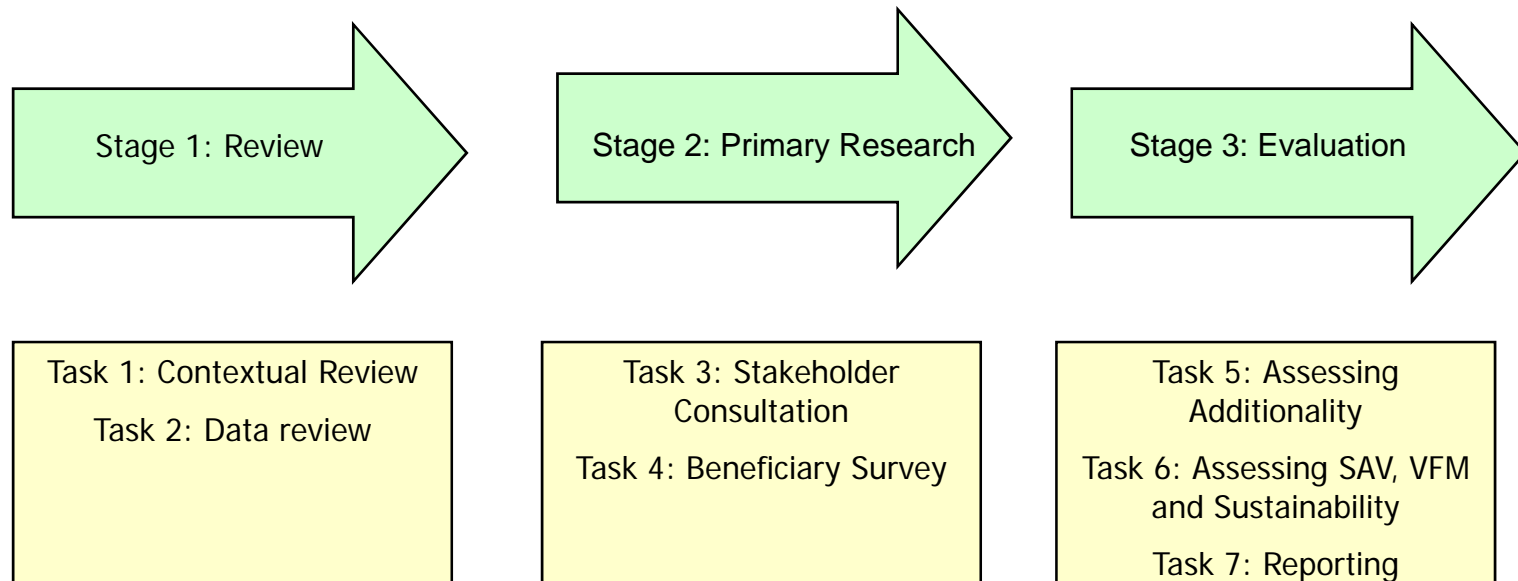 Stage 1: Review
Stage 2: Primary Research
Stage 3: Evaluation
Task 1: Contextual Review
Task 2: Data review
Task 3: Stakeholder
Consultation
Task 4: Beneficiary Survey
Task 5: Assessing
Additionality
Task 6: Assessing SAV, VFM
and Sustainability
Task 7: Reporting